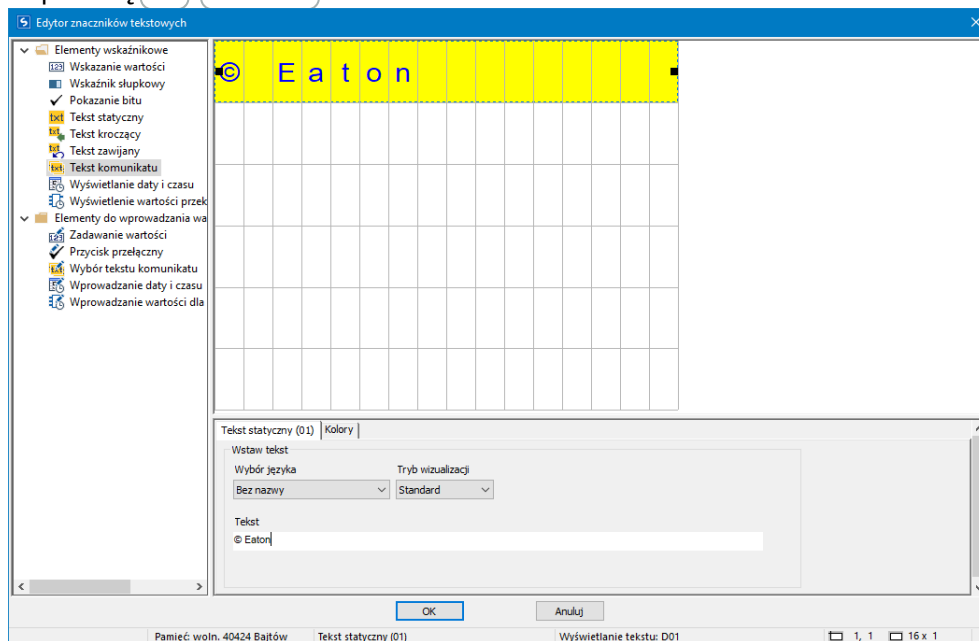 Edytor znaczników tekstowych
Elementy wskaźnikowe
Wskazanie wartości
Wskaźnik słupkowy
Pokazanie bitu
Tekst statyczny
Tekst kroczący
Tekst zawijany
Tekst komunikatu
Wyświetlanie daty i czasu
Wyświetlenie wartości przek
Elementy do wprowadzania wa
Zadawanie wartości
Przycisk przełączny
Wybór tekstu komunikatu
Wprowadzanie daty i czasu
Wprowadzanie wartości dla
© Eaton
Tekst statyczny (01) Kolory
Wstaw tekst
Wybór języka Tryb wizualizacji
Bez nazwy Standard
Tekst
© Eaton
OK Anuluj
Pamięć: woln. 40424 Bajtów Tekst statyczny (01) Wyświetlanie tekstu: D01 1, 1 16 x 1